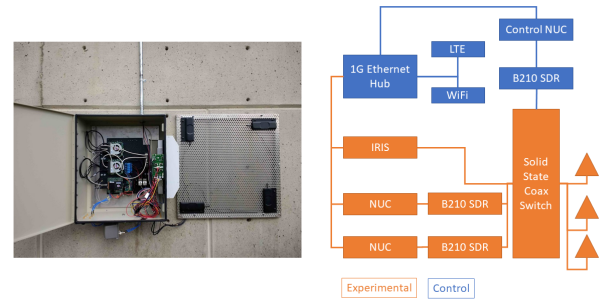 LTE
Control NUC
1G Ethernet
Hub
B210 SDR
WiFi
IRIS
Solid
State
Coax
Switch
NUC
B210 SDR
NUC
B210 SDR
Experimental
Control